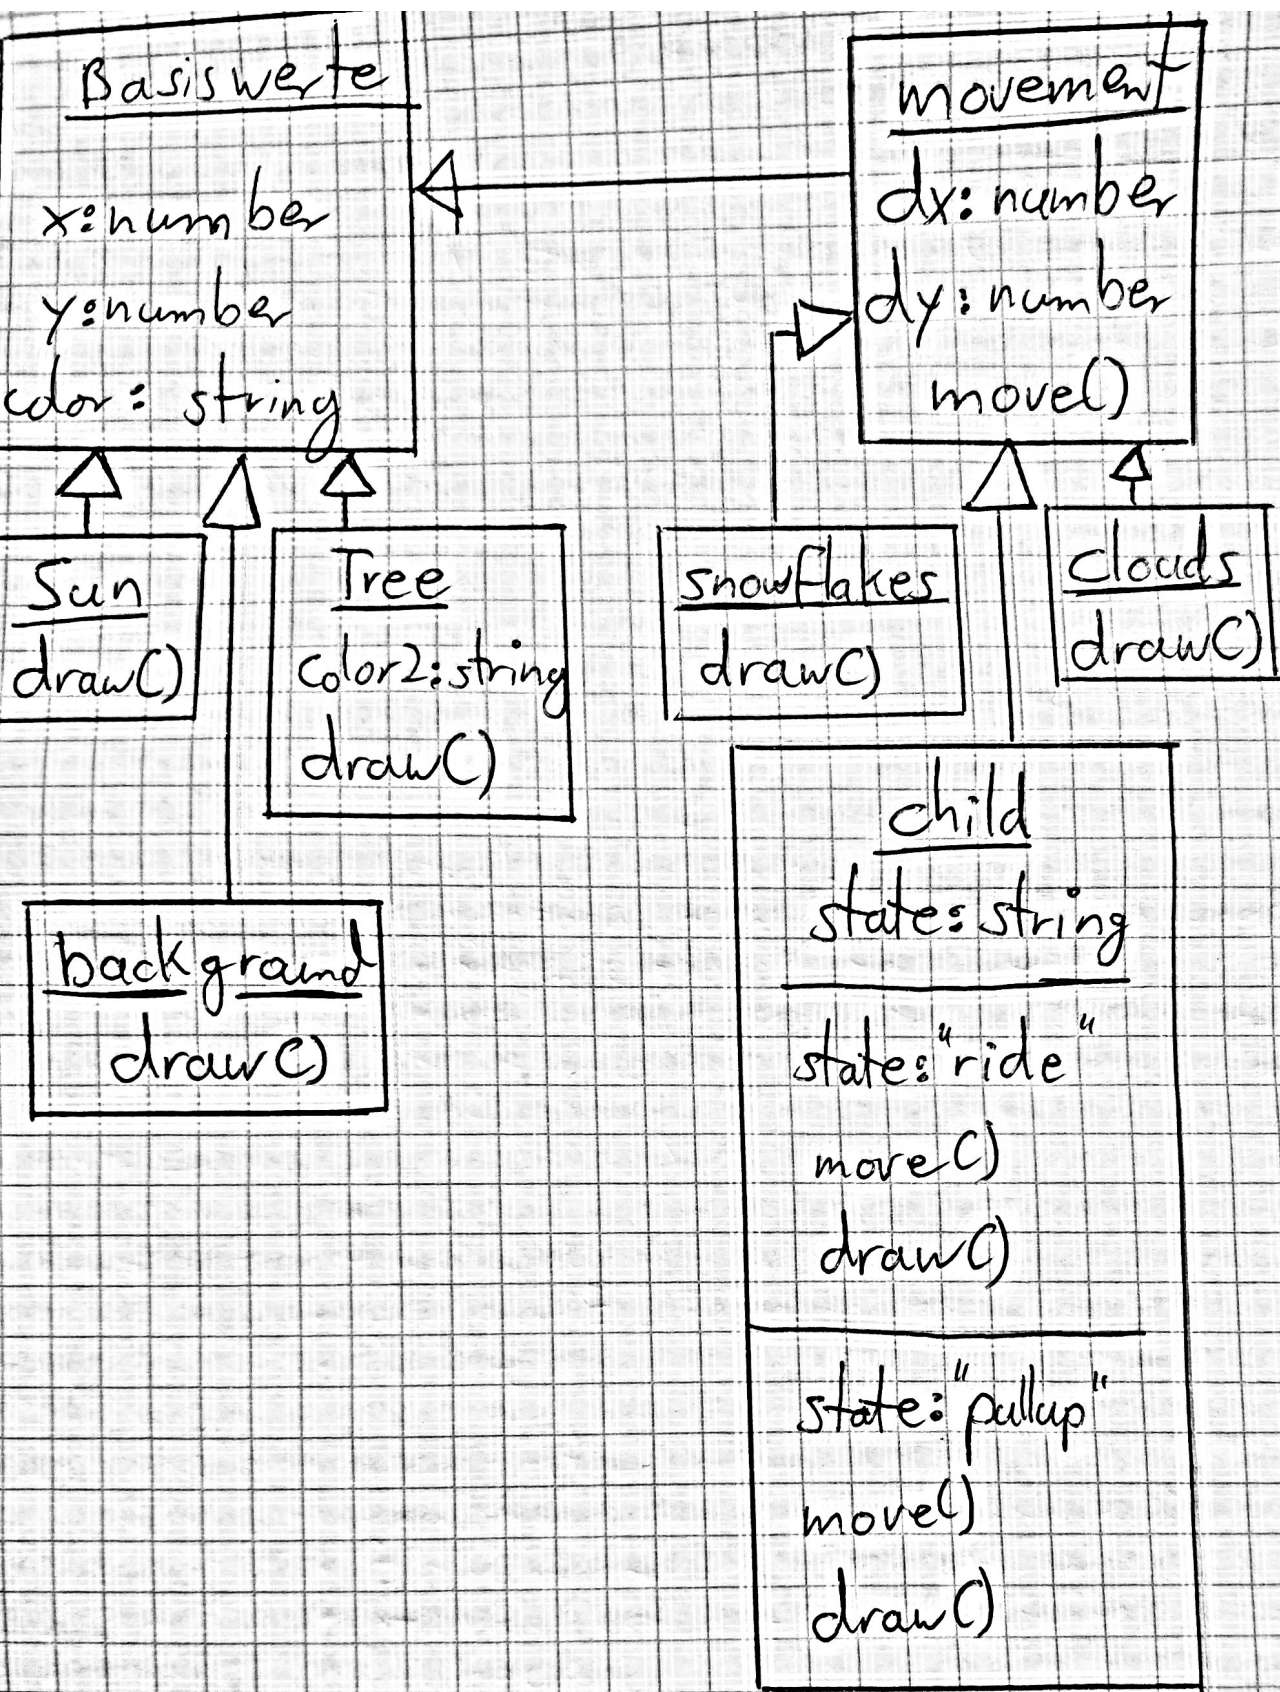 Basiswerte
x:number
y:number
color: string
movement
dx: number
dy: number
move()
Sun
draw()
Tree
color2:string
draw()
snowflakes
draw()
clouds
draw()
background
draw()
child
state: string
state: "ride"
move()
draw()
state: "pullup"
move()
draw()